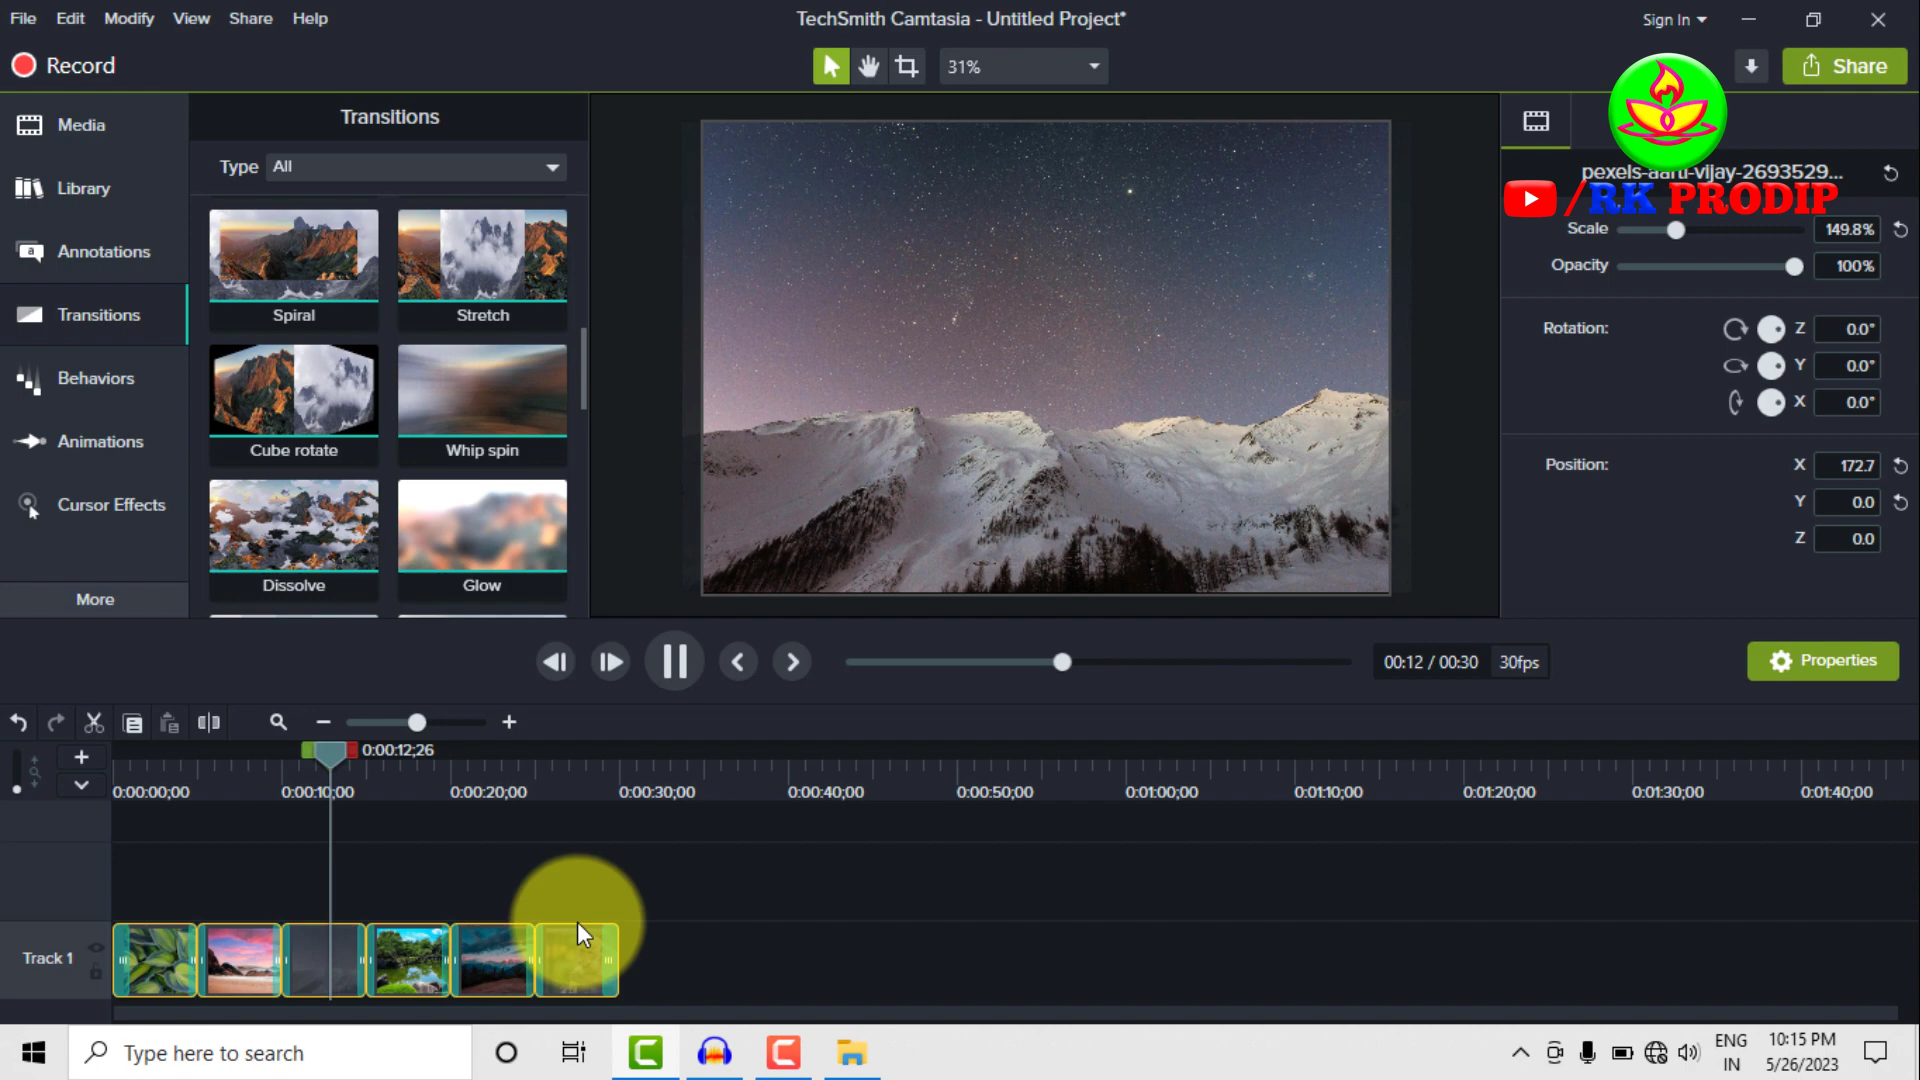 File Edit Modify View Share Help
TechSmith Camtasia - Untitled Project*
Sign In
Record
31%
Share
Media
Library
Annotations
Transitions
Behaviors
Animations
Cursor Effects
More
Transitions
Type All
Spiral Stretch
Cube rotate Whip spin
Dissolve Glow
pexels-aarti-vijay-2693529...
/RK PRODIP
Scale 149.8%
Opacity 100%
Rotation: Z 0.0°
Y 0.0°
X 0.0°
Position: X 172.7
Y 0.0
Z 0.0
00:12 / 00:30 30fps
Properties
0:00:12;26
0:00:00;00 0:00:10;00 0:00:20;00 0:00:30;00 0:00:40;00 0:00:50;00 0:01:00;00 0:01:10;00 0:01:20;00 0:01:30;00 0:01:40;00
Track 1
Type here to search
ENG
IN
10:15 PM
5/26/2023